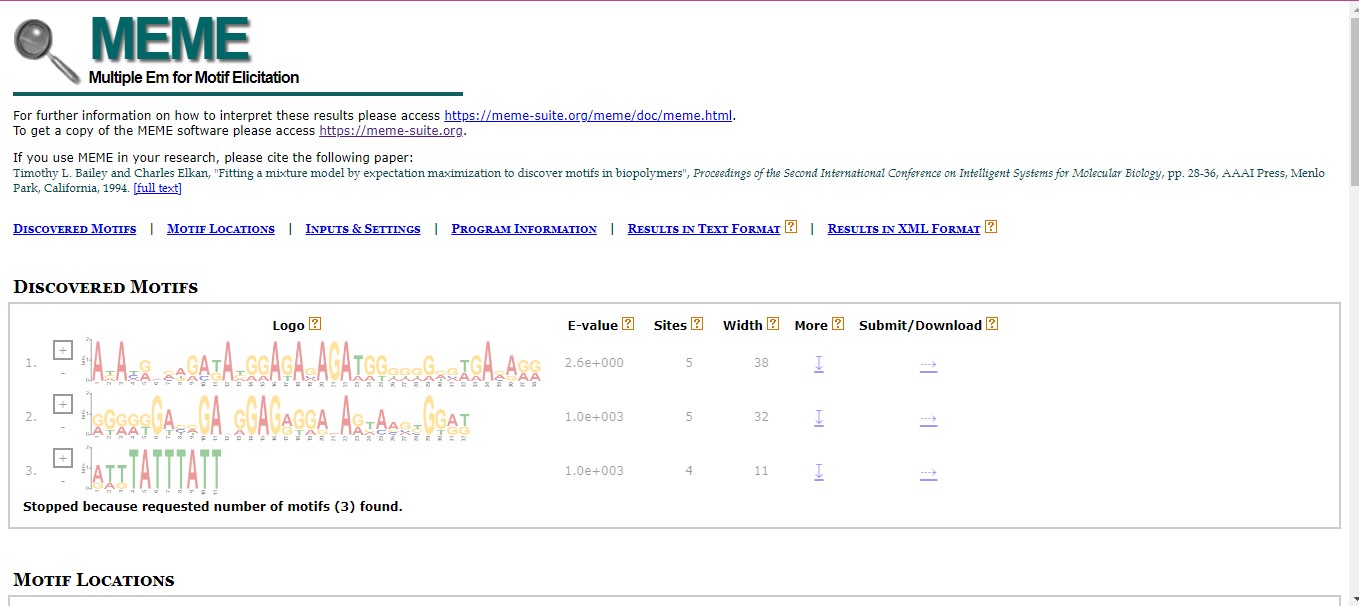 MEME
Multiple Em for Motif Elicitation
For further information on how to interpret these results please access https://meme-suite.org/meme/doc/meme.html.
To get a copy of the MEME software please access https://meme-suite.org.
If you use MEME in your research, please cite the following paper:
Timothy L. Bailey and Charles Elkan, "Fitting a mixture model by expectation maximization to discover motifs in biopolymers", Proceedings of the Second International Conference on Intelligent Systems for Molecular Biology, pp. 28-36, AAAI Press, Menlo
Park, California, 1994. [full text]
Discovered Motifs | Motif Locations | Inputs & Settings | Program Information | Results in Text Format ? | Results in XML Format ?
Discovered Motifs
Logo ? E-value ? Sites ? Width ? More ? Submit/Download ?
1. + - 2.6e+000 5 38
2. + - 1.0e+003 5 32
3. + - TATTTATT 1.0e+003 4 11
Stopped because requested number of motifs (3) found.
Motif Locations